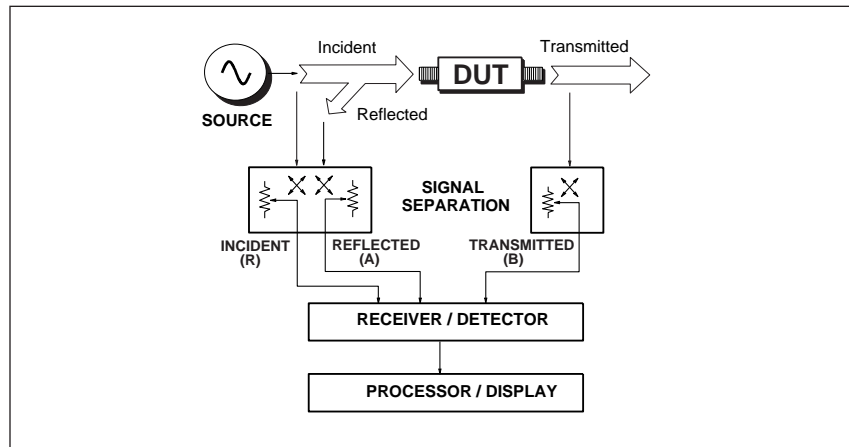 Incident
Transmitted
DUT
SOURCE
Reflected
SIGNAL
SEPARATION
INCIDENT
(R)
REFLECTED
(A)
TRANSMITTED
(B)
RECEIVER / DETECTOR
PROCESSOR / DISPLAY